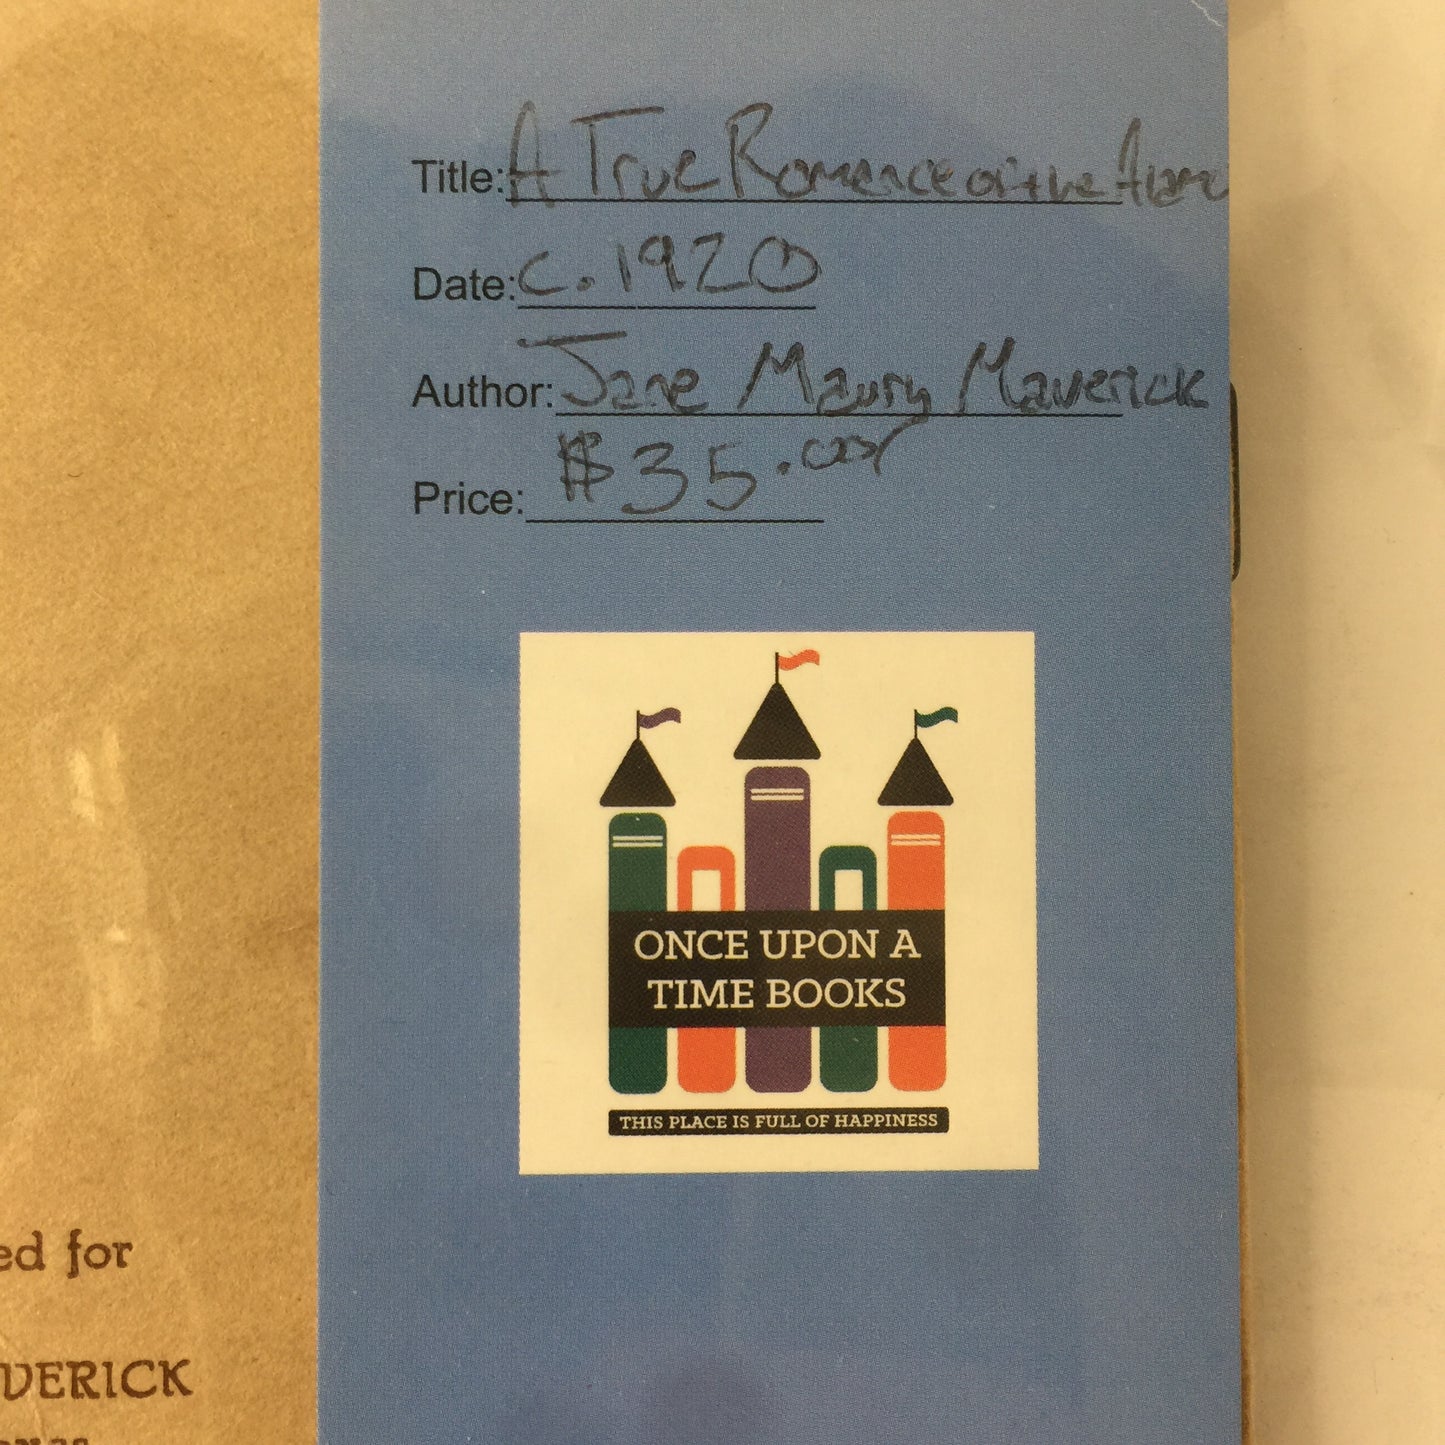 Title: A True Romance of the Alamo
Date: c. 1920
Author: Jane Maury Maverick
Price: $35.00
ONCE UPON A
TIME BOOKS
THIS PLACE IS FULL OF HAPPINESS
ed for
VERICK